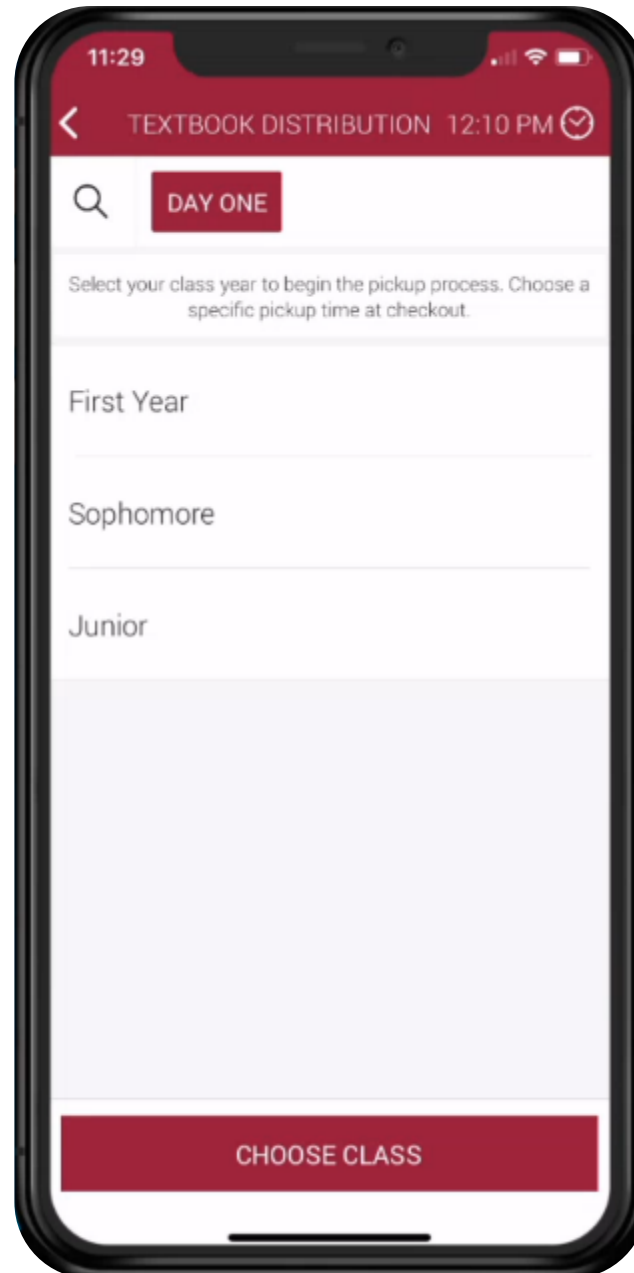 11:29
TEXTBOOK DISTRIBUTION 12:10 PM
DAY ONE
Select your class year to begin the pickup process. Choose a
specific pickup time at checkout.
First Year
Sophomore
Junior
CHOOSE CLASS